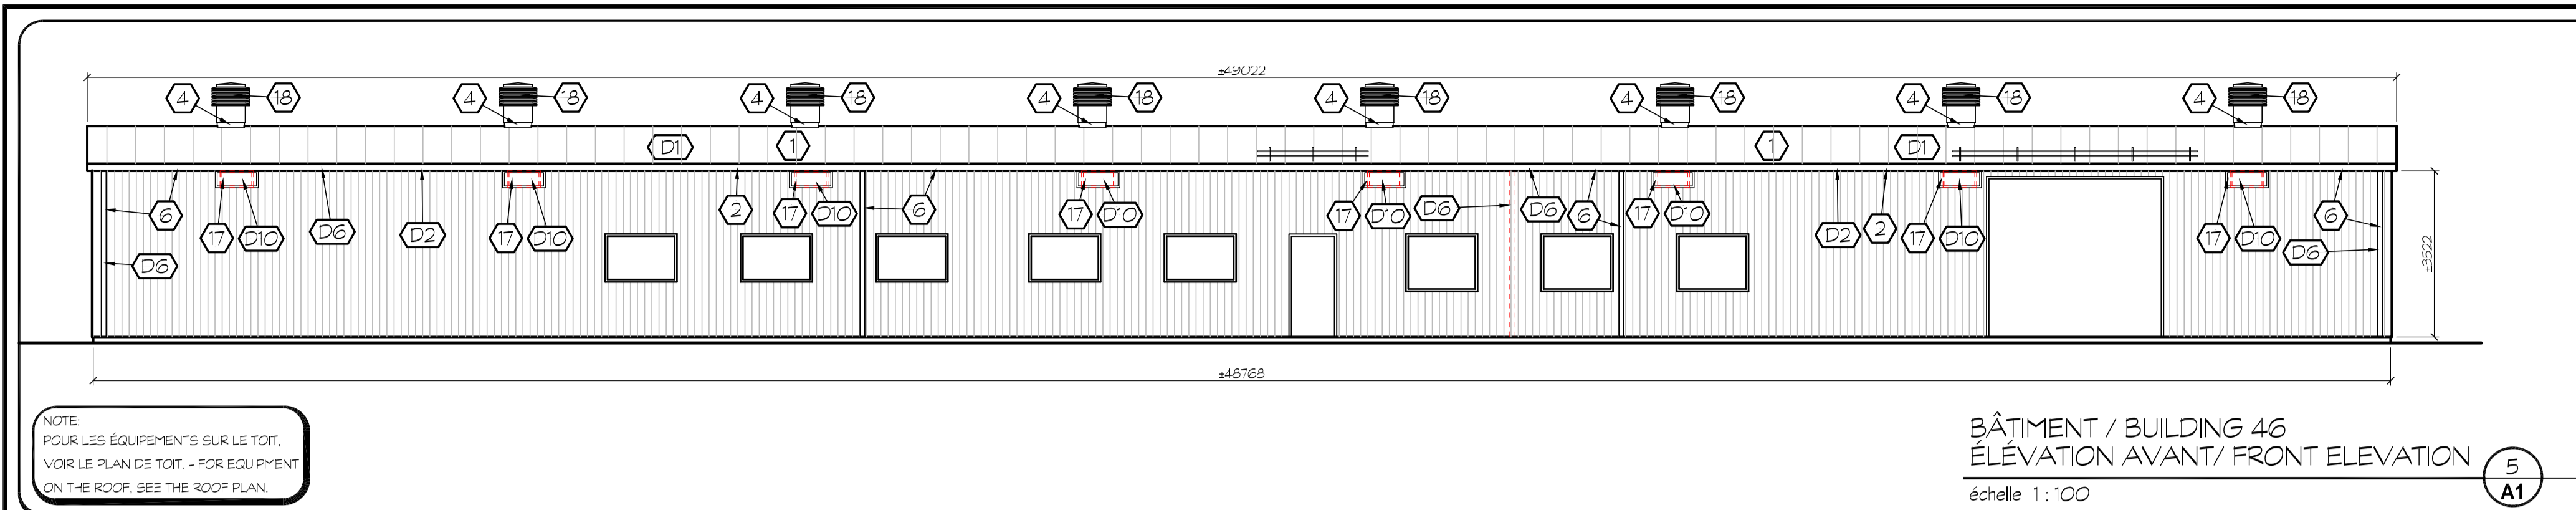 ±49022
4 18 4 18 4 18 4 18 4 18 4 18 4 18 4 18
D1 1 1 D1
6 17 D10 D6 D2 17 D10 2 17 D10 6 17 D10 17 D10 D6 D6 6 17 D10 D2 2 17 D10 17 D10 6
D6 D6
±3522
±48768
NOTE:
POUR LES ÉQUIPEMENTS SUR LE TOIT,
VOIR LE PLAN DE TOIT. - FOR EQUIPMENT
ON THE ROOF, SEE THE ROOF PLAN.
BÂTIMENT / BUILDING 46
ÉLÉVATION AVANT/ FRONT ELEVATION
échelle 1 : 100
5
A1